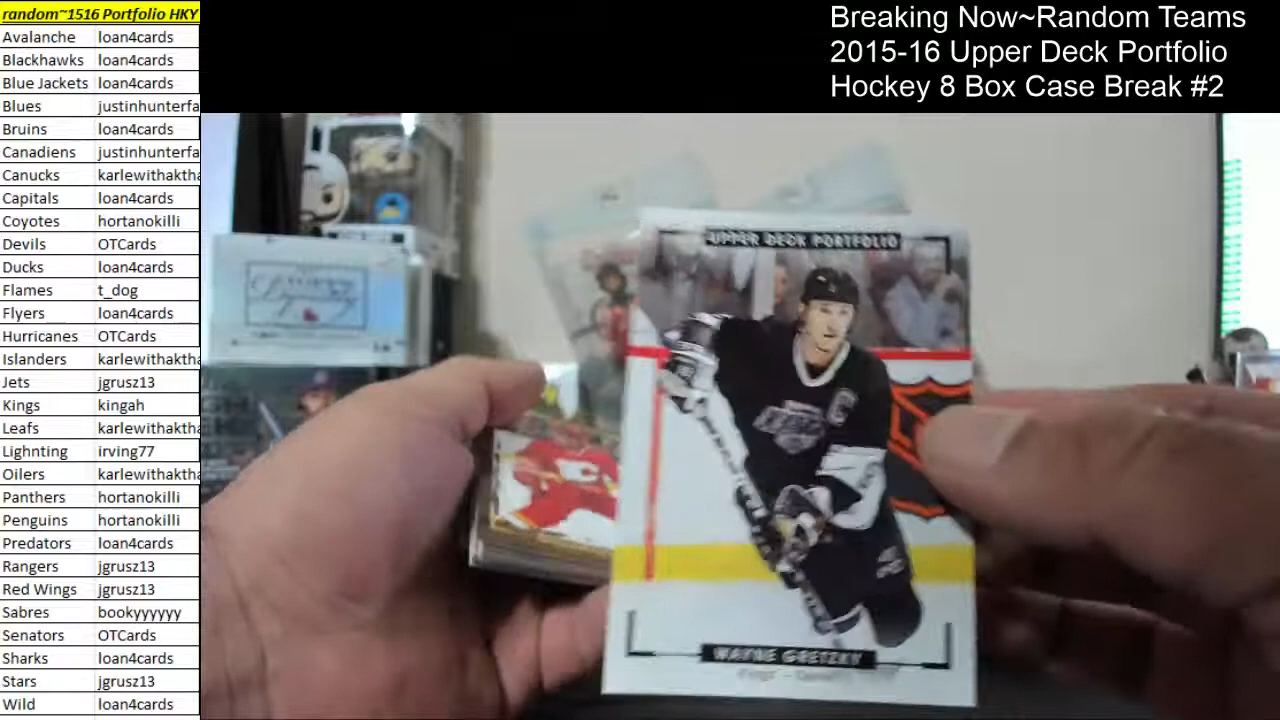 random~1516 Portfolio HKY
Avalanche loan4cards
Blackhawks loan4cards
Blue Jackets loan4cards
Blues justinhunterfa
Bruins loan4cards
Canadiens justinhunterfa
Canucks karlewithaktha
Capitals loan4cards
Coyotes hortanokilli
Devils OTCards
Ducks loan4cards
Flames t_dog
Flyers loan4cards
Hurricanes OTCards
Islanders karlewithaktha
Jets jgrusz13
Kings kingah
Leafs karlewithaktha
Lighnting irving77
Oilers karlewithaktha
Panthers hortanokilli
Penguins hortanokilli
Predators loan4cards
Rangers jgrusz13
Red Wings jgrusz13
Sabres bookyyyyyy
Senators OTCards
Sharks loan4cards
Stars jgrusz13
Wild loan4cards
Breaking Now~Random Teams
2015-16 Upper Deck Portfolio
Hockey 8 Box Case Break #2
UPPER DECK PORTFOLIO
C
WAYNE GRETZKY